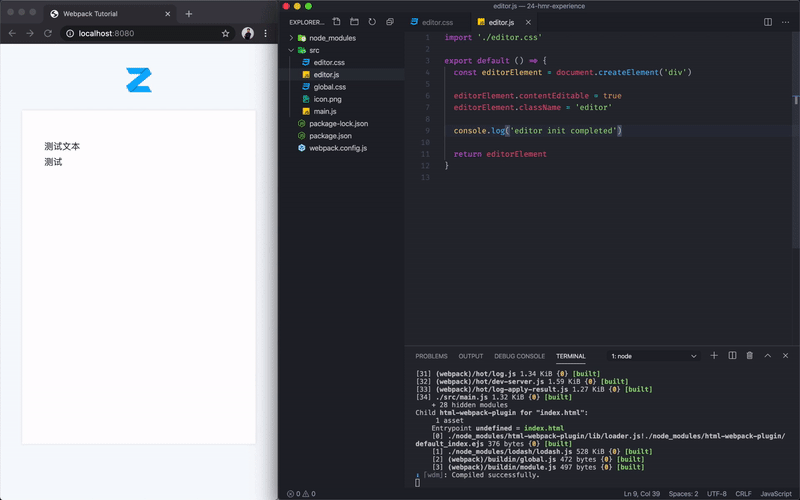 Webpack Tutorial
localhost:8080
测试文本
测试
editor.js — 24-hmr-experience
EXPLORER...
node_modules
src
editor.css
editor.js
global.css
icon.png
main.js
package-lock.json
package.json
webpack.config.js
editor.css
editor.js
1 import './editor.css'
2
3 export default () => {
4 const editorElement = document.createElement('div')
5
6 editorElement.contentEditable = true
7 editorElement.className = 'editor'
8
9 console.log('editor init completed')
10
11 return editorElement
12 }
13
PROBLEMS OUTPUT DEBUG CONSOLE TERMINAL 1: node
[31] (webpack)/hot/log.js 1.34 KiB {0} [built]
[32] (webpack)/hot/dev-server.js 1.59 KiB {0} [built]
[33] (webpack)/hot/log-apply-result.js 1.27 KiB {0} [built]
[34] ./src/main.js 1.32 KiB {0} [built]
+ 28 hidden modules
Child html-webpack-plugin for "index.html":
1 asset
Entrypoint undefined = index.html
[0] ./node_modules/html-webpack-plugin/lib/loader.js!./node_modules/html-webpack-plugin/
default_index.ejs 376 bytes {0} [built]
[1] ./node_modules/lodash/lodash.js 528 KiB {0} [built]
[2] (webpack)/buildin/global.js 472 bytes {0} [built]
[3] (webpack)/buildin/module.js 497 bytes {0} [built]
ℹ ｢wdm｣: Compiled successfully.
0 0 Ln 9, Col 39 Spaces: 2 UTF-8 CRLF JavaScript